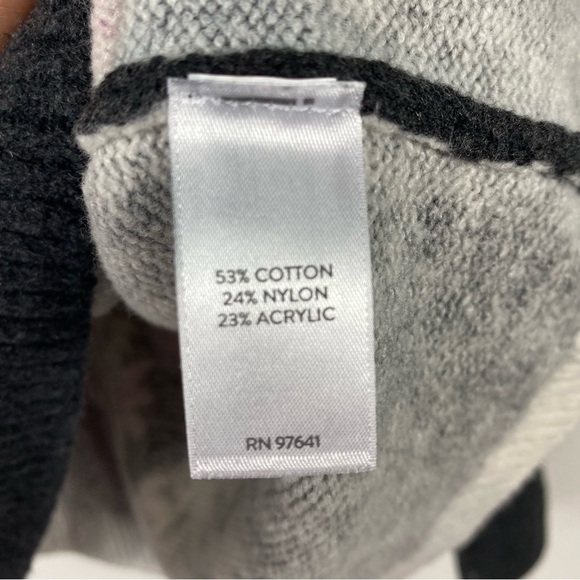 53% COTTON
24% NYLON
23% ACRYLIC
RN 97641